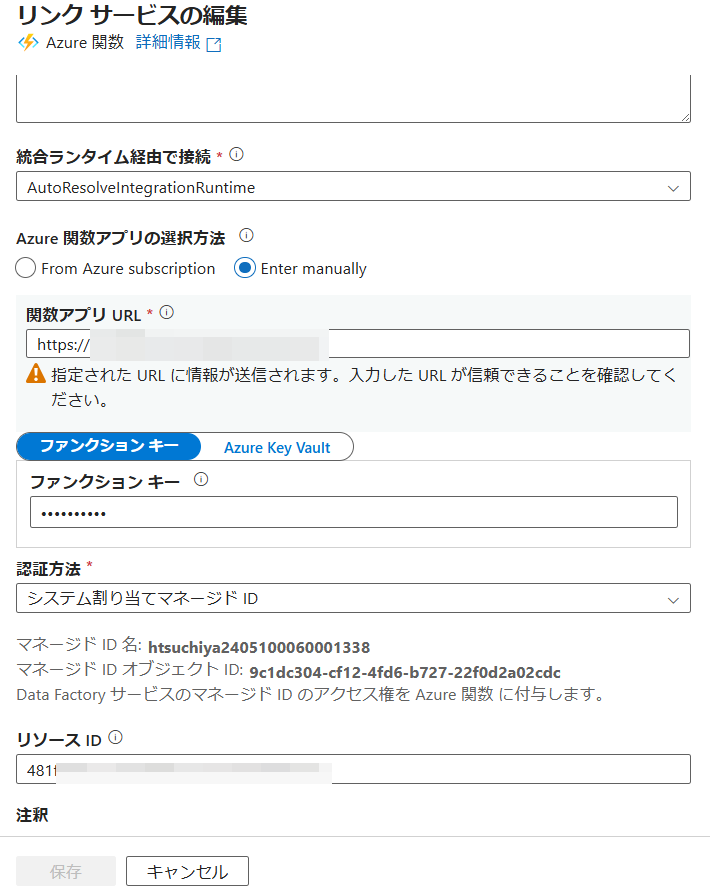 リンク サービスの編集
Azure 関数 詳細情報
統合ランタイム経由で接続 *
AutoResolveIntegrationRuntime
Azure 関数アプリの選択方法
From Azure subscription Enter manually
関数アプリ URL *
https://
指定された URL に情報が送信されます。入力した URL が信頼できることを確認してく
ださい。
ファンクション キー Azure Key Vault
ファンクション キー
••••••••••
認証方法 *
システム割り当てマネージド ID
マネージド ID 名: htsuchiya2405100060001338
マネージド ID オブジェクト ID: 9c1dc304-cf12-4fd6-b727-22f0d2a02cdc
Data Factory サービスのマネージド ID のアクセス権を Azure 関数 に付与します。
リソース ID
481
注釈
保存 キャンセル